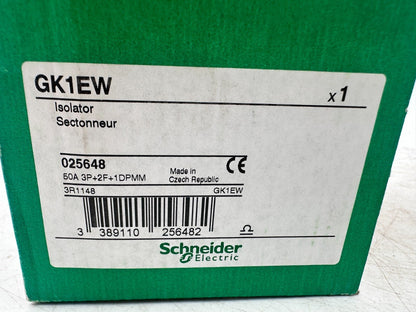 GK1EW
x 1
Isolator
Sectonneur
025648
50A 3P+2F+1DPMM
Made in
Czech Republic
CE
3R1148
GK1EW
3 389110 256482
Schneider
Electric